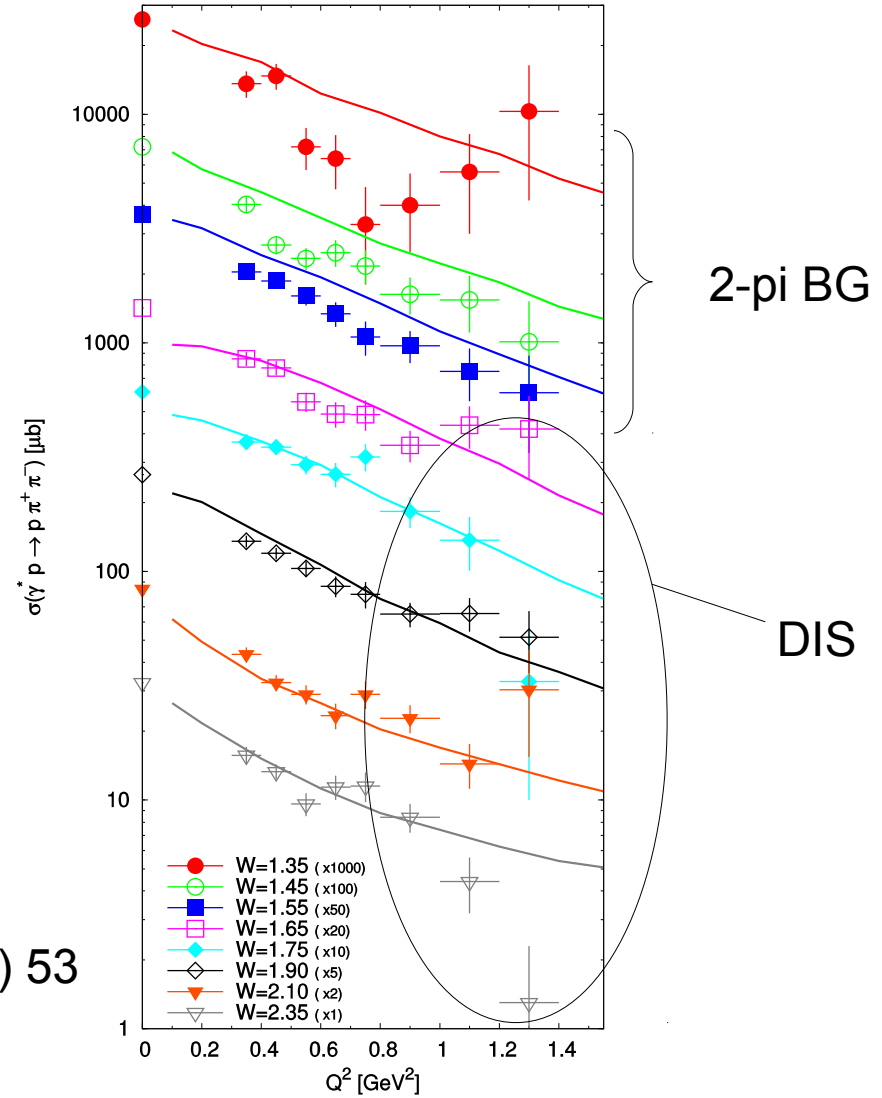 10000
1000
100
10
1
σ(γ* p → p π+ π−) [μb]
2-pi BG
DIS
W=1.35 ( x1000)
W=1.45 ( x100)
W=1.55 ( x50)
W=1.65 ( x20)
W=1.75 ( x10)
W=1.90 ( x5)
W=2.10 ( x2)
W=2.35 ( x1)
) 53
0 0.2 0.4 0.6 0.8 1 1.2 1.4
Q² [GeV²]